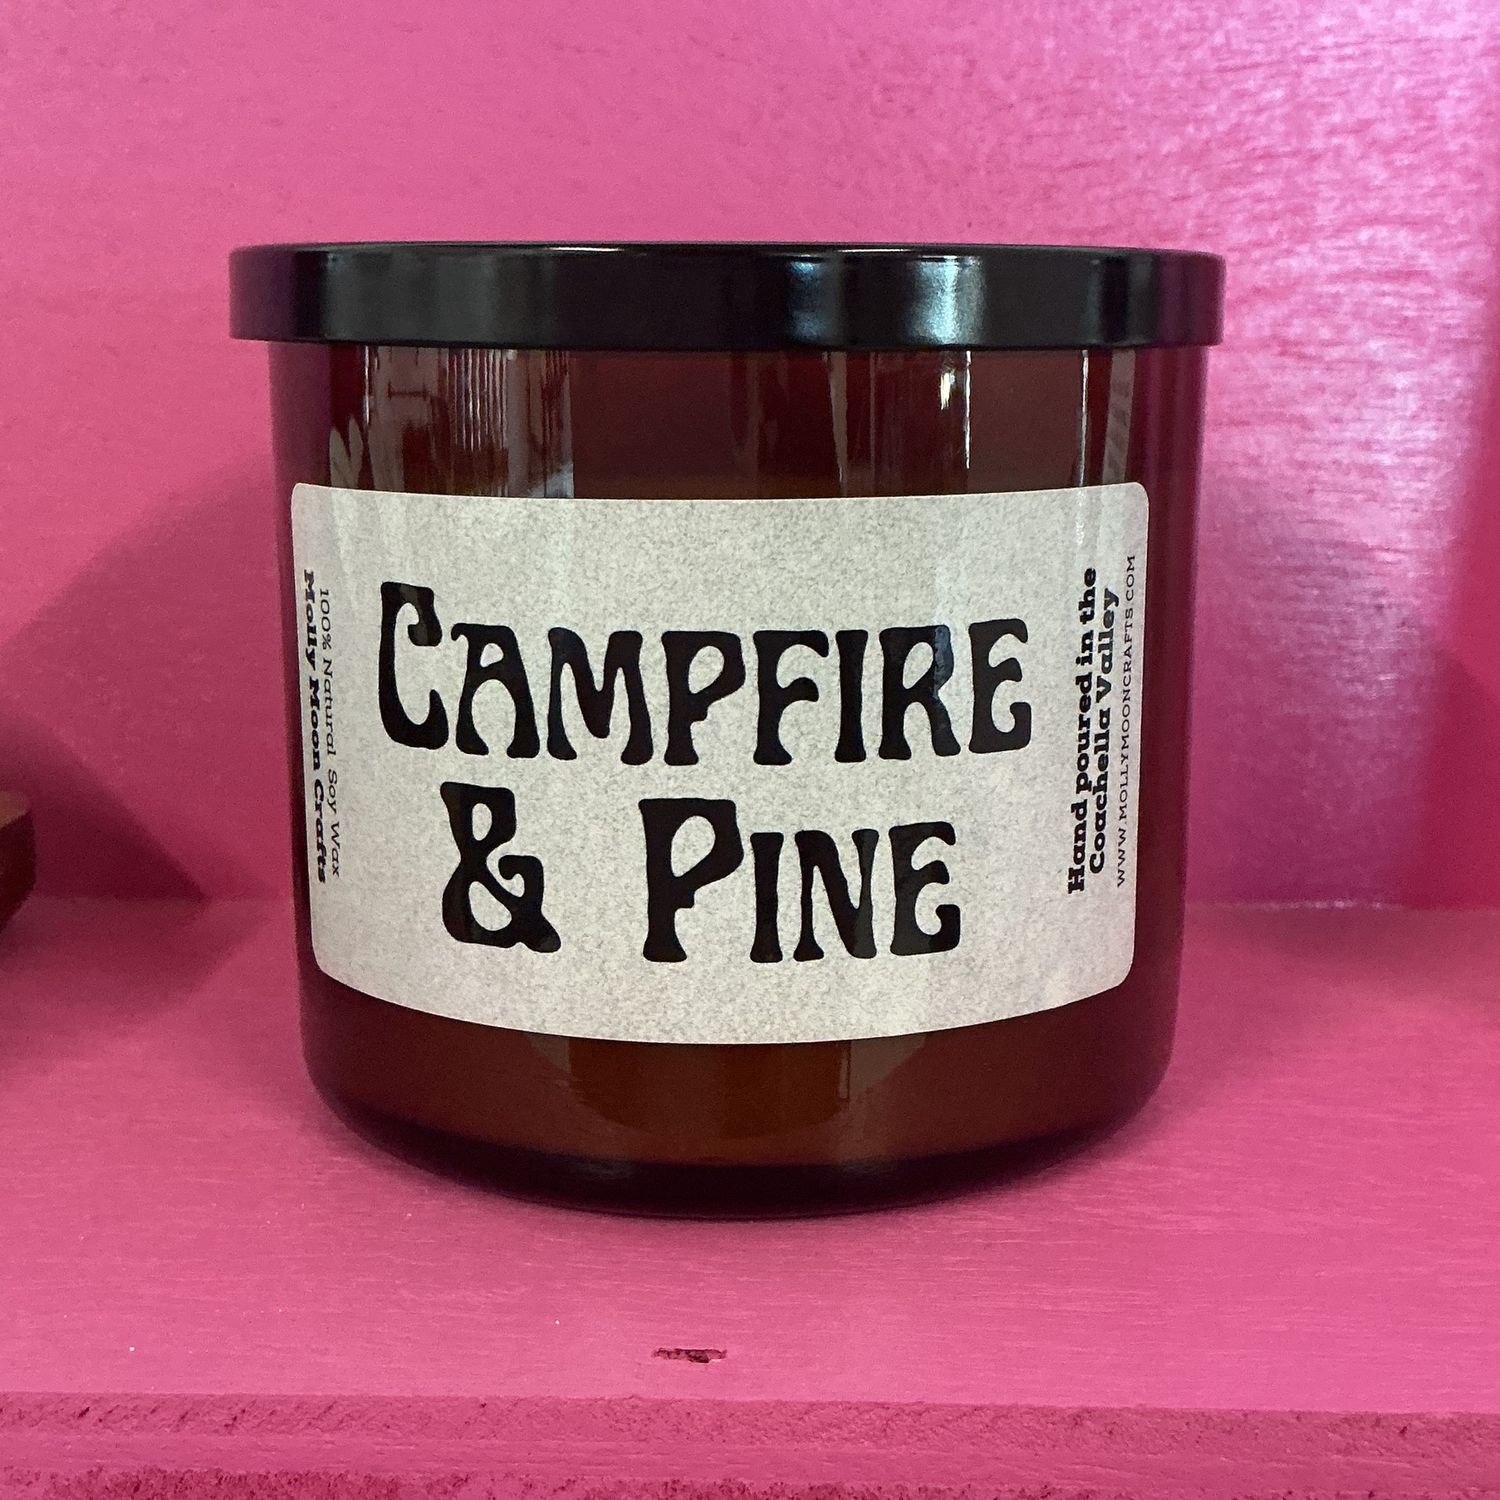 100% Natural Soy Wax
Molly Moon Crafts
CAMPFIRE
& PINE
Hand poured in the
Coachella Valley
WWW.MOLLYMOONCRAFTS.COM